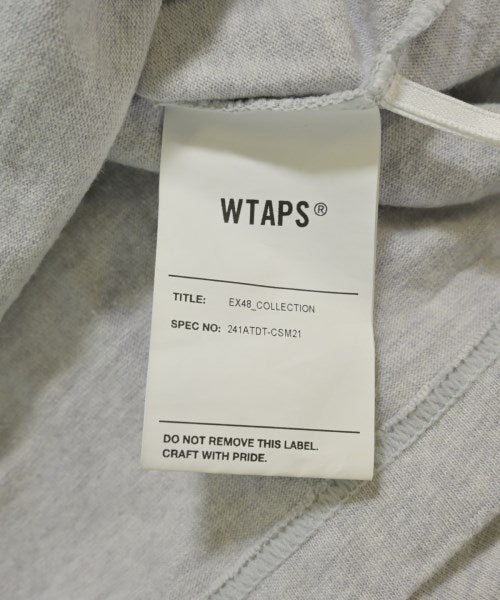 WTAPS®
TITLE: EX48_COLLECTION
SPEC NO: 241ATDT-CSM21
DO NOT REMOVE THIS LABEL.
CRAFT WITH PRIDE.